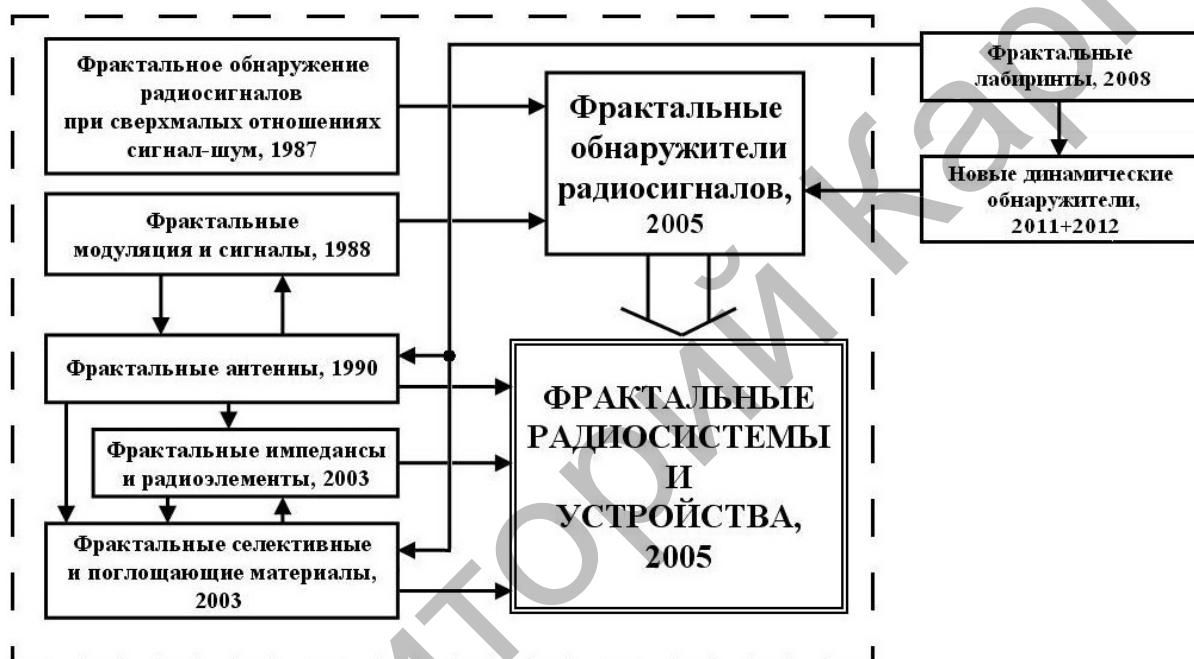 Фрактальное обнаружение
радиосигналов
при сверхмалых отношениях
сигнал-шум, 1987
Фрактальные
модуляция и сигналы, 1988
Фрактальные антенны, 1990
Фрактальные импедансы
и радиоэлементы, 2003
Фрактальные селективные
и поглощающие материалы,
2003
Фрактальные
обнаружители
радиосигналов,
2005
ФРАКТАЛЬНЫЕ
РАДИОСИСТЕМЫ
И
УСТРОЙСТВА,
2005
Фрактальные
лабиринты, 2008
Новые динамические
обнаружители,
2011+2012